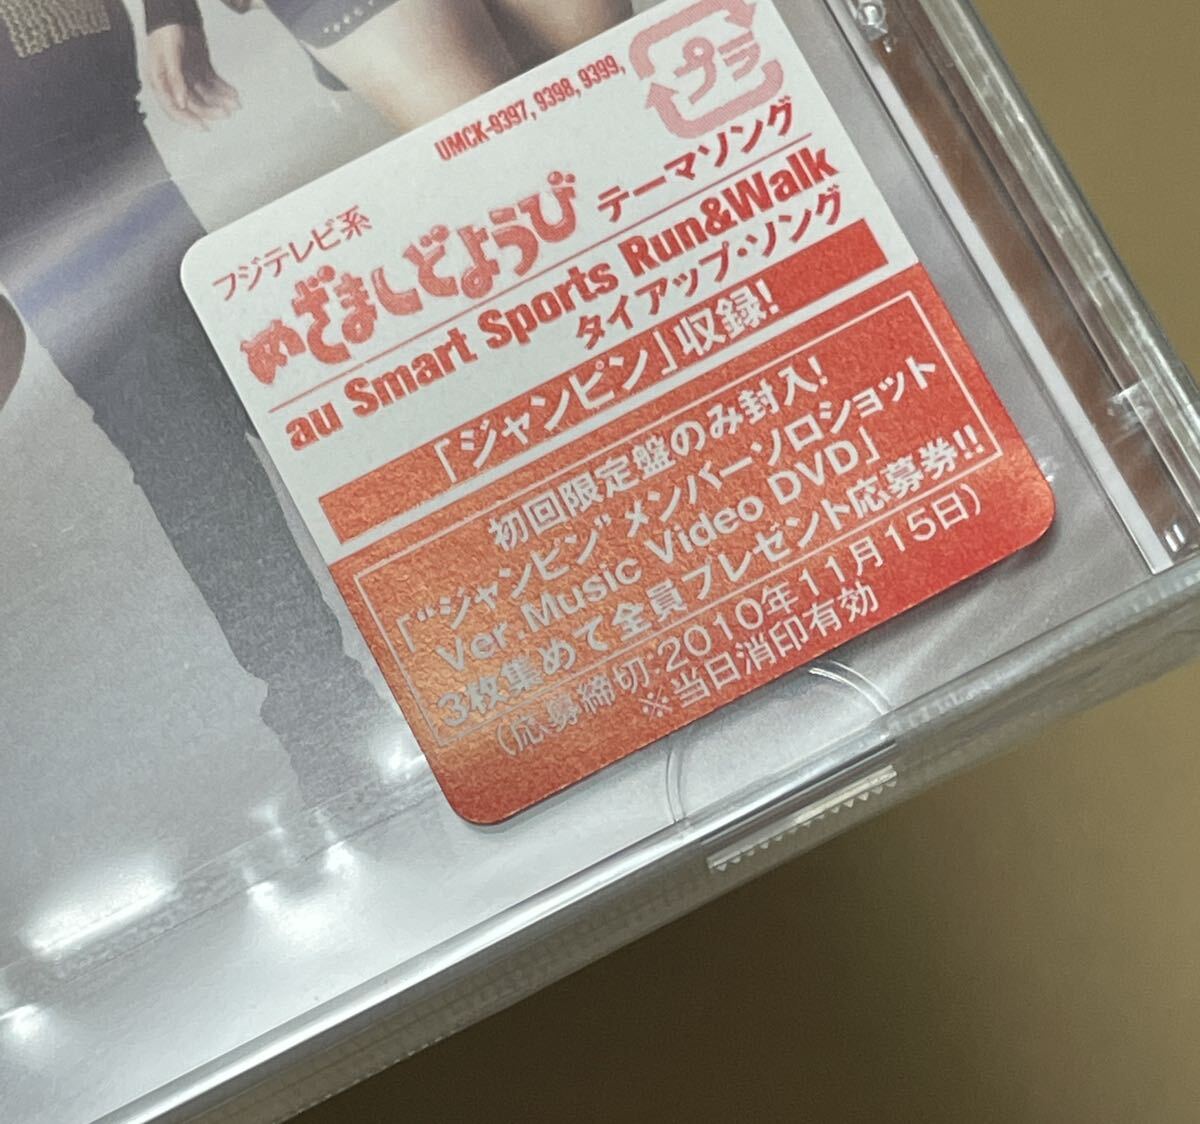 UMCK-9397, 9398, 9399,
プラ
フジテレビ系
めざましどようび テーマソング
au Smart Sports Run&Walk
タイアップ・ソング
「ジャンピン」収録!
初回限定盤のみ封入!
「"ジャンピン"メンバーソロショット
Ver.Music Video DVD」
3枚集めて全員プレゼント応募券!!
(応募締切:2010年11月15日)
※当日消印有効